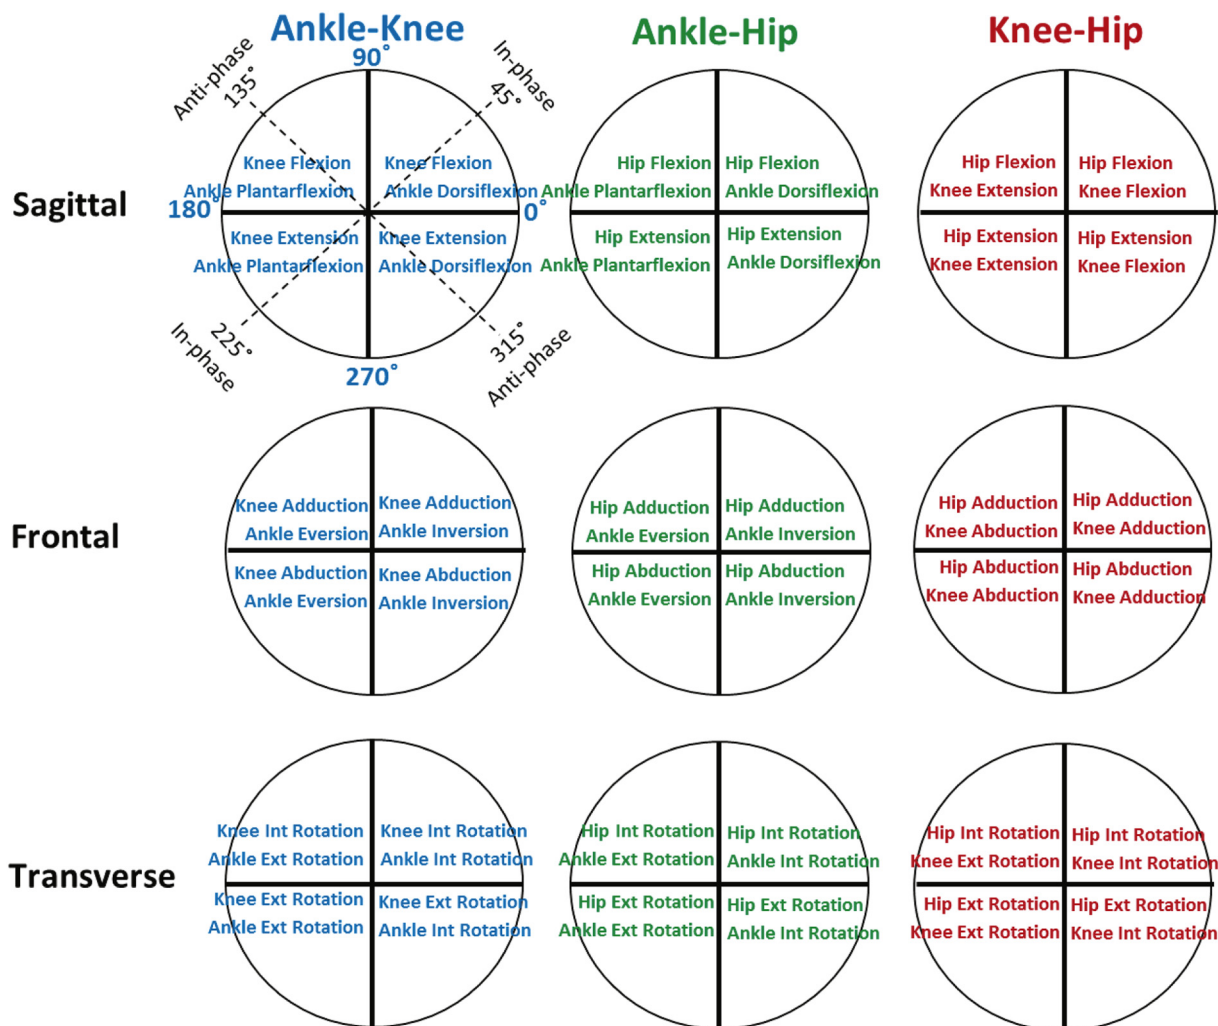 Ankle-Knee
Ankle-Hip
Knee-Hip
Sagittal
90°
Anti-phase
135°
In-phase
45°
Knee Flexion
Ankle Plantarflexion
Knee Flexion
Ankle Dorsiflexion
180°
0°
Knee Extension
Ankle Plantarflexion
Knee Extension
Ankle Dorsiflexion
225°
In-phase
315°
Anti-phase
270°
Hip Flexion
Ankle Plantarflexion
Hip Flexion
Ankle Dorsiflexion
Hip Extension
Ankle Plantarflexion
Hip Extension
Ankle Dorsiflexion
Hip Flexion
Knee Extension
Hip Flexion
Knee Flexion
Hip Extension
Knee Extension
Hip Extension
Knee Flexion
Frontal
Knee Adduction
Ankle Eversion
Knee Adduction
Ankle Inversion
Knee Abduction
Ankle Eversion
Knee Abduction
Ankle Inversion
Hip Adduction
Ankle Eversion
Hip Adduction
Ankle Inversion
Hip Abduction
Ankle Eversion
Hip Abduction
Ankle Inversion
Hip Adduction
Knee Abduction
Hip Adduction
Knee Adduction
Hip Abduction
Knee Abduction
Hip Abduction
Knee Adduction
Transverse
Knee Int Rotation
Ankle Ext Rotation
Knee Int Rotation
Ankle Int Rotation
Knee Ext Rotation
Ankle Ext Rotation
Knee Ext Rotation
Ankle Int Rotation
Hip Int Rotation
Ankle Ext Rotation
Hip Int Rotation
Ankle Int Rotation
Hip Ext Rotation
Ankle Ext Rotation
Hip Ext Rotation
Ankle Int Rotation
Hip Int Rotation
Knee Ext Rotation
Hip Int Rotation
Knee Int Rotation
Hip Ext Rotation
Knee Ext Rotation
Hip Ext Rotation
Knee Int Rotation